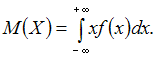 M(X) = ∫_{-∞}^{+∞} xf(x)dx.